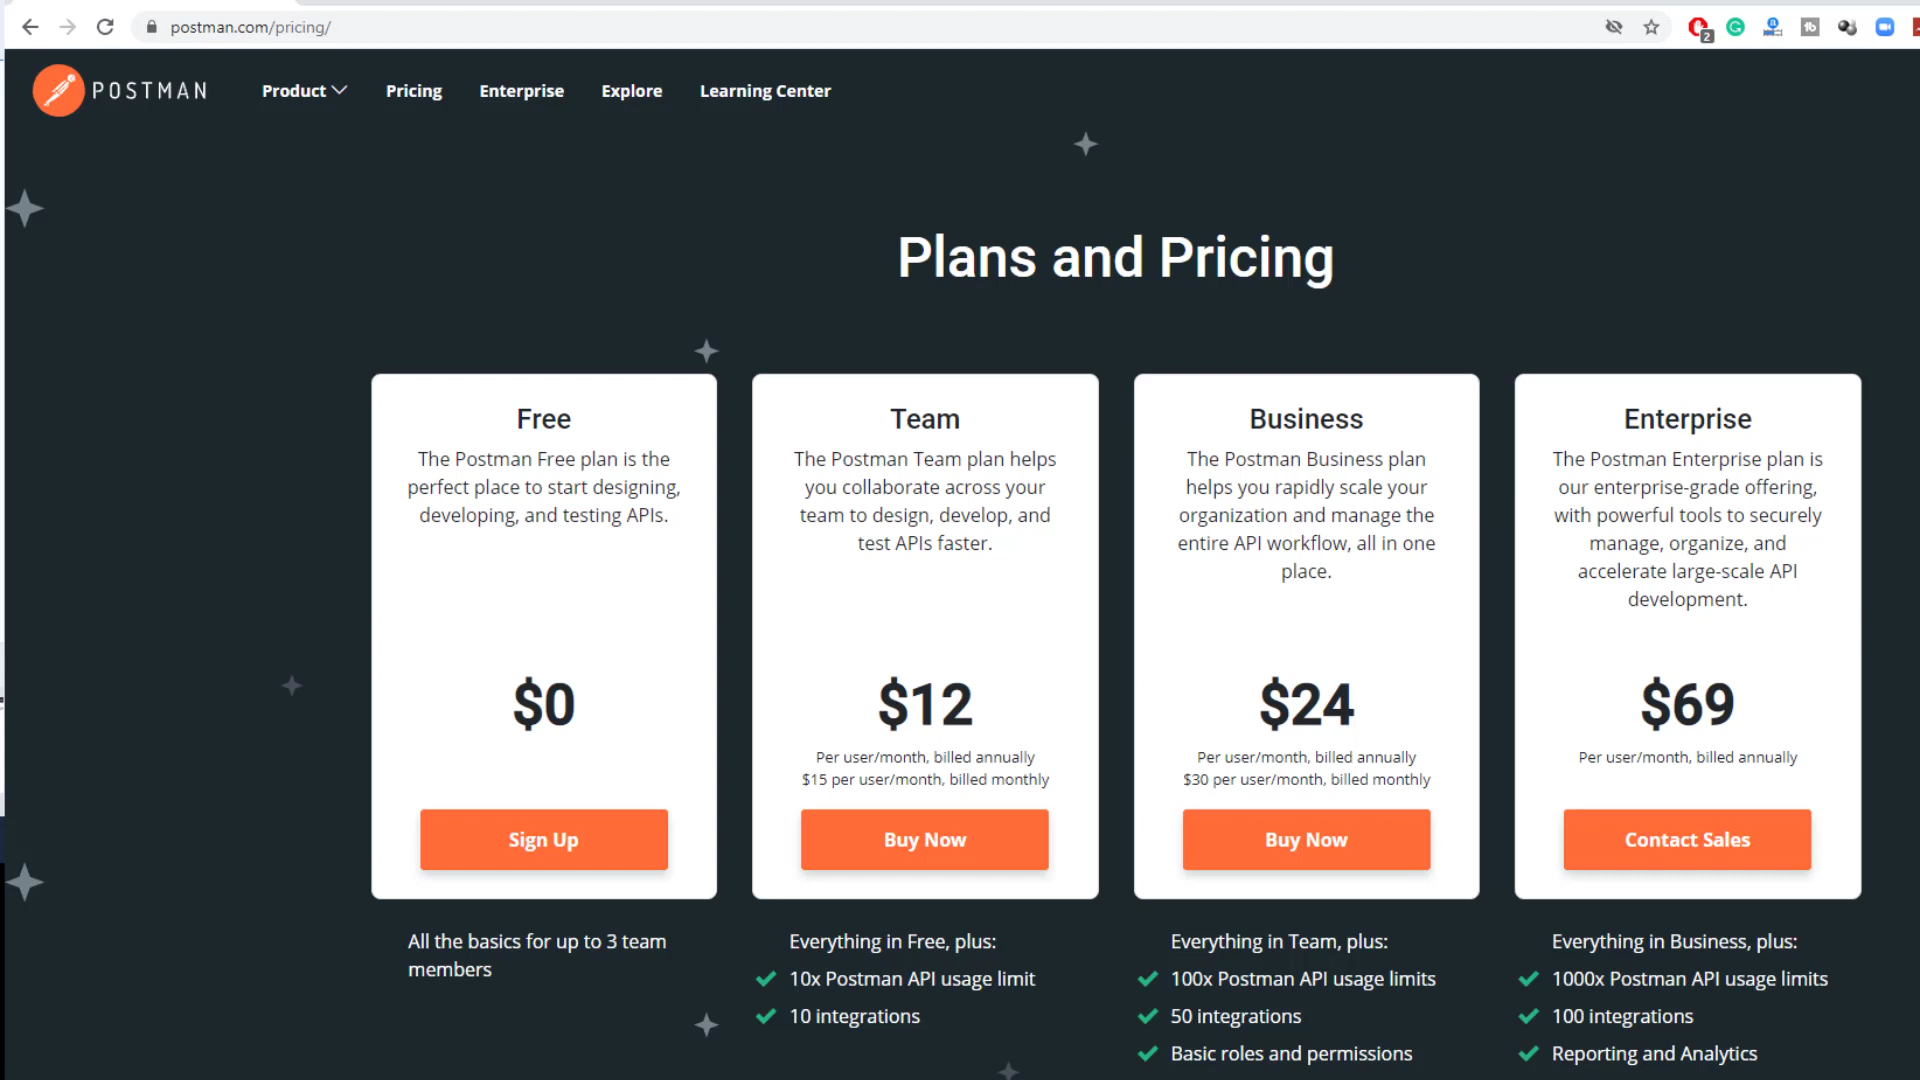 postman.com/pricing/
2
POSTMAN
Product
Pricing
Enterprise
Explore
Learning Center
Plans and Pricing
Free
The Postman Free plan is the
perfect place to start designing,
developing, and testing APIs.
$0
Sign Up
All the basics for up to 3 team
members
Team
The Postman Team plan helps
you collaborate across your
team to design, develop, and
test APIs faster.
$12
Per user/month, billed annually
$15 per user/month, billed monthly
Buy Now
Everything in Free, plus:
10x Postman API usage limit
10 integrations
Business
The Postman Business plan
helps you rapidly scale your
organization and manage the
entire API workflow, all in one
place.
$24
Per user/month, billed annually
$30 per user/month, billed monthly
Buy Now
Everything in Team, plus:
100x Postman API usage limits
50 integrations
Basic roles and permissions
Enterprise
The Postman Enterprise plan is
our enterprise-grade offering,
with powerful tools to securely
manage, organize, and
accelerate large-scale API
development.
$69
Per user/month, billed annually
Contact Sales
Everything in Business, plus:
1000x Postman API usage limits
100 integrations
Reporting and Analytics